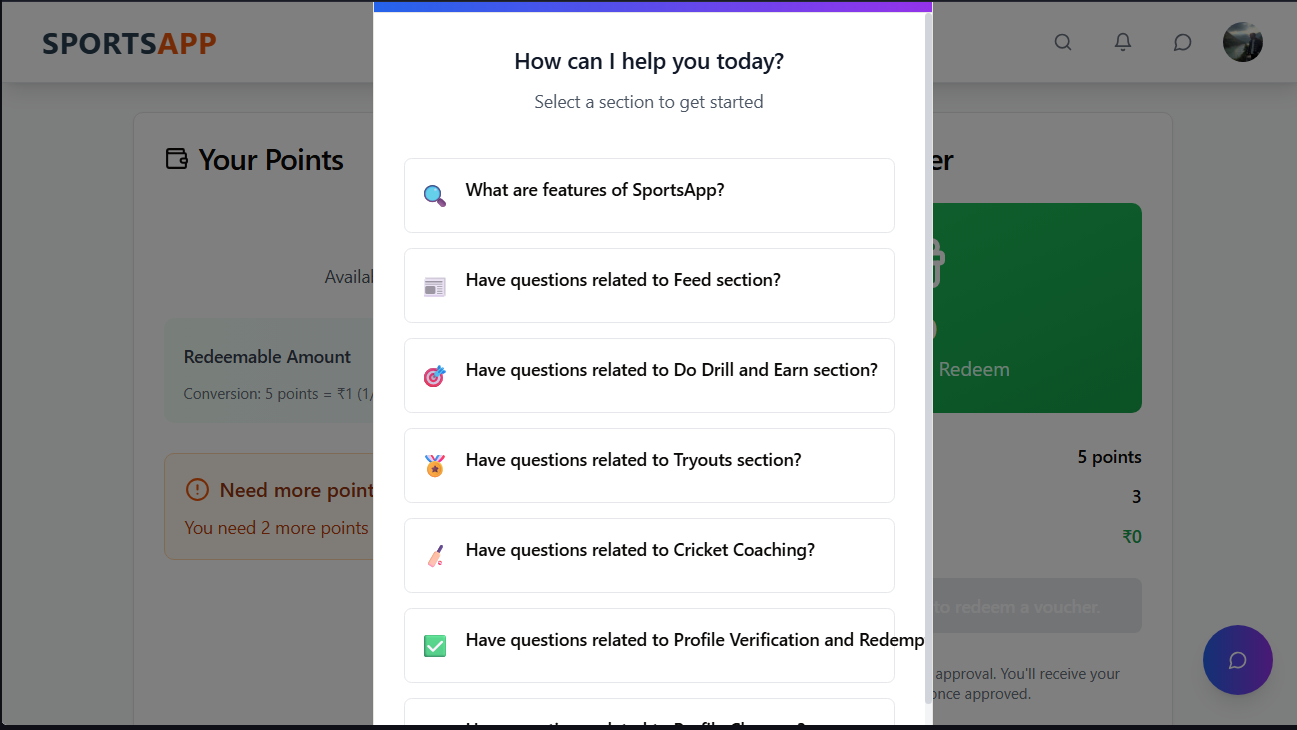 SPORTSAPP
How can I help you today?
Select a section to get started
What are features of SportsApp?
Have questions related to Feed section?
Have questions related to Do Drill and Earn section?
Have questions related to Tryouts section?
Have questions related to Cricket Coaching?
Have questions related to Profile Verification and Redemp
Your Points
Redeemable Amount
Conversion: 5 points = ₹1 (1/
Need more point
You need 2 more points
Redeem
5 points
3
₹0
to redeem a voucher.
approval. You'll receive your
once approved.